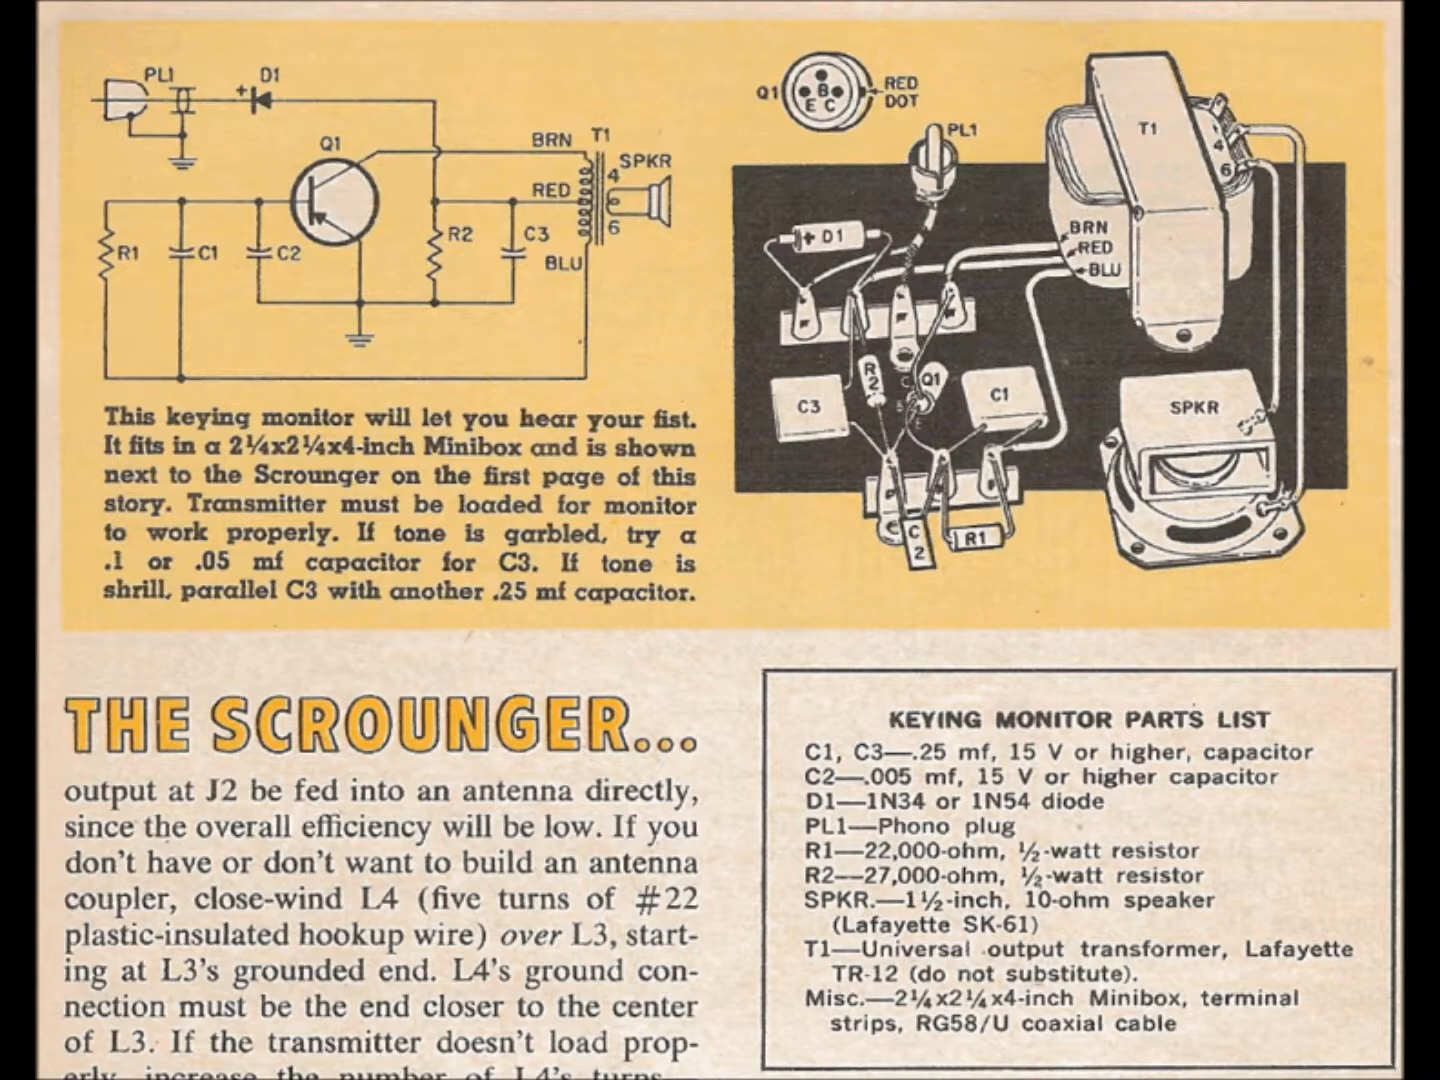 PL1
D1
+
Q1
BRN
T1
SPKR
4
RED
6
R1
C1
C2
R2
C3
BLU
Q1
B
E C
RED
DOT
PL1
T1
4
6
+ D1
BRN
RED
BLU
R
2
C
Q1
B
E
C3
C1
SPKR
C
2
R1
This keying monitor will let you hear your fist.
It fits in a 2¼x2¼x4-inch Minibox and is shown
next to the Scrounger on the first page of this
story. Transmitter must be loaded for monitor
to work properly. If tone is garbled, try a
.1 or .05 mf capacitor for C3. If tone is
shrill, parallel C3 with another .25 mf capacitor.
THE SCROUNGER...
output at J2 be fed into an antenna directly,
since the overall efficiency will be low. If you
don't have or don't want to build an antenna
coupler, close-wind L4 (five turns of #22
plastic-insulated hookup wire) over L3, start-
ing at L3's grounded end. L4's ground con-
nection must be the end closer to the center
of L3. If the transmitter doesn't load prop-
erly, increase the number of L4's turns
KEYING MONITOR PARTS LIST
C1, C3—.25 mf, 15 V or higher, capacitor
C2—.005 mf, 15 V or higher capacitor
D1—1N34 or 1N54 diode
PL1—Phono plug
R1—22,000-ohm, ½-watt resistor
R2—27,000-ohm, ½-watt resistor
SPKR.—1½-inch, 10-ohm speaker
(Lafayette SK-61)
T1—Universal output transformer, Lafayette
TR-12 (do not substitute).
Misc.—2¼x2¼x4-inch Minibox, terminal
strips, RG58/U coaxial cable